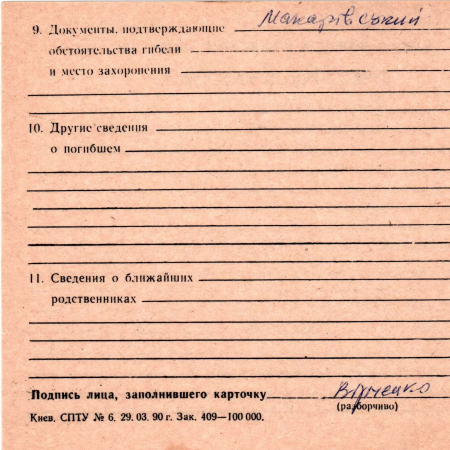 9. Документы, подтверждающие Макарівський
обстоятельства гибели
и место захоронения
10. Другие сведения
о погибшем
11. Сведения о ближайших
родственниках
Подпись лица, заполнившего карточку
(разборчиво)
Киев. СПТУ № 6. 29. 03. 90 г. Зак. 409—100 000.